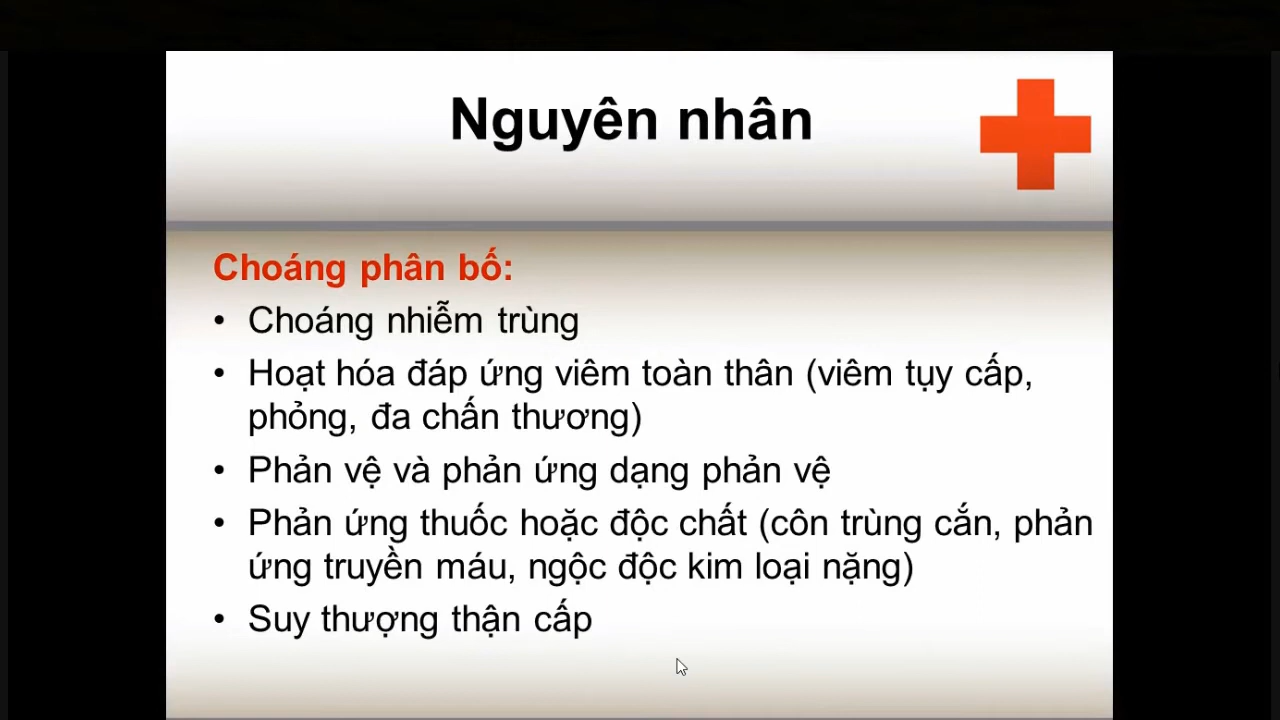 Nguyên nhân
Choáng phân bố:
• Choáng nhiễm trùng
• Hoạt hóa đáp ứng viêm toàn thân (viêm tụy cấp,
phỏng, đa chấn thương)
• Phản vệ và phản ứng dạng phản vệ
• Phản ứng thuốc hoặc độc chất (côn trùng cắn, phản
ứng truyền máu, ngộc độc kim loại nặng)
• Suy thượng thận cấp